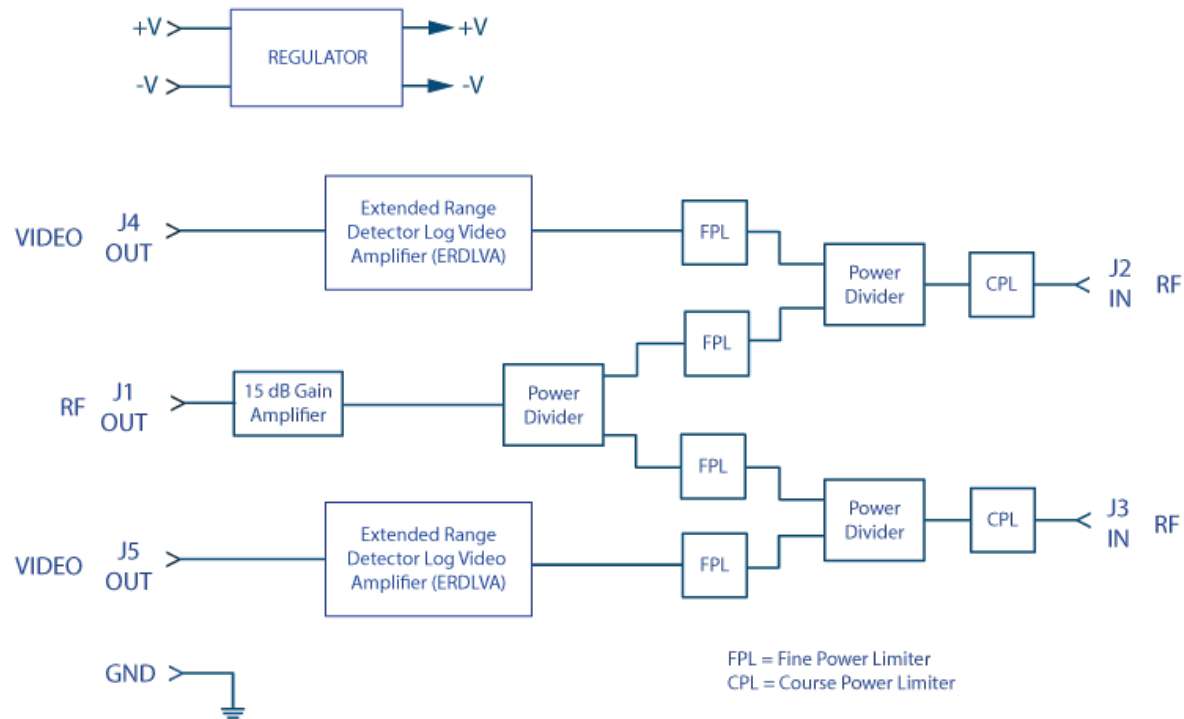 +V
+V
REGULATOR
-V
-V
VIDEO
J4
OUT
Extended Range
Detector Log Video
Amplifier (ERDLVA)
FPL
Power
Divider
CPL
J2
IN
RF
FPL
RF
J1
OUT
15 dB Gain
Amplifier
Power
Divider
FPL
VIDEO
J5
OUT
Extended Range
Detector Log Video
Amplifier (ERDLVA)
FPL
Power
Divider
CPL
J3
IN
RF
GND
FPL = Fine Power Limiter
CPL = Course Power Limiter